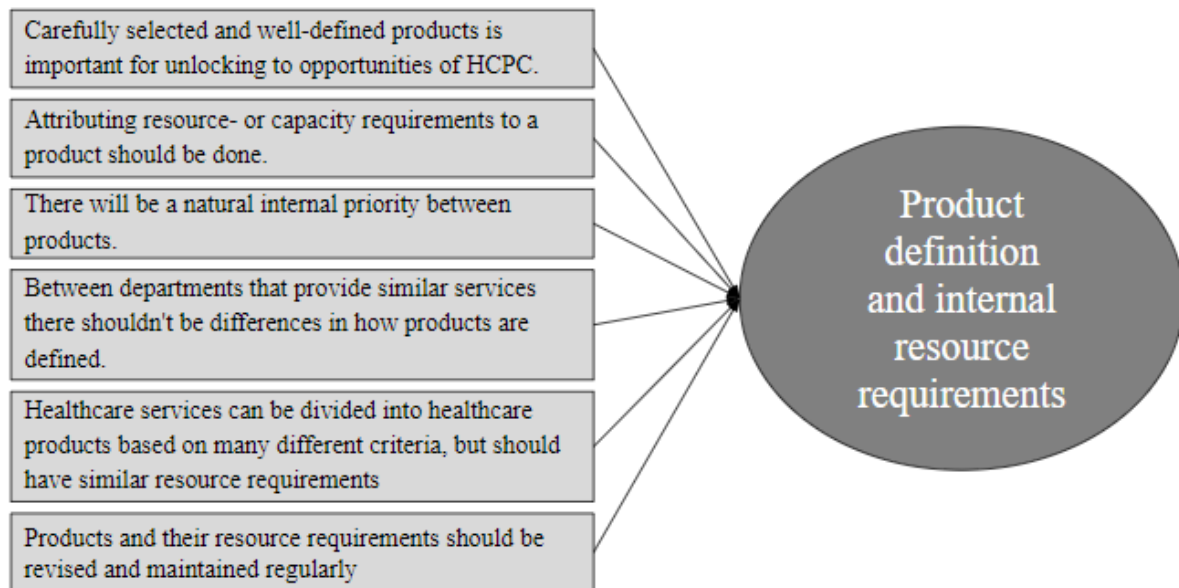 Carefully selected and well-defined products is
important for unlocking to opportunities of HCPC.
Attributing resource- or capacity requirements to a
product should be done.
There will be a natural internal priority between
products.
Between departments that provide similar services
there shouldn't be differences in how products are
defined.
Healthcare services can be divided into healthcare
products based on many different criteria, but should
have similar resource requirements
Products and their resource requirements should be
revised and maintained regularly
Product
definition
and internal
resource
requirements